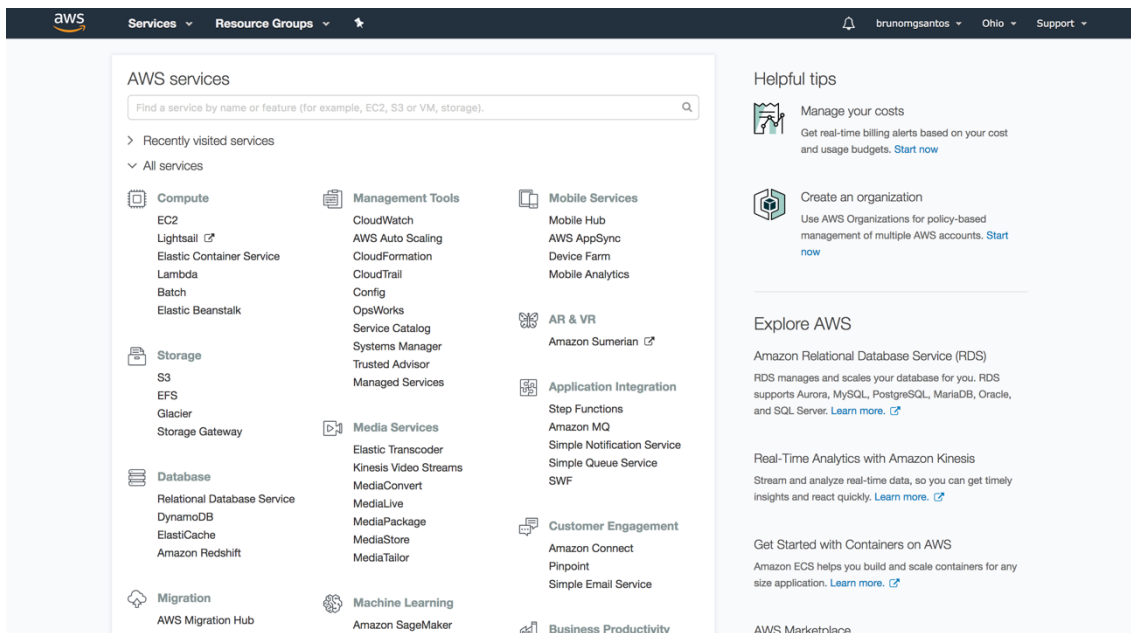 aws
Services
Resource Groups
brunomgsantos
Ohio
Support
AWS services
Find a service by name or feature (for example, EC2, S3 or VM, storage).
Recently visited services
All services
Compute
EC2
Lightsail
Elastic Container Service
Lambda
Batch
Elastic Beanstalk
Storage
S3
EFS
Glacier
Storage Gateway
Database
Relational Database Service
DynamoDB
ElastiCache
Amazon Redshift
Migration
AWS Migration Hub
Management Tools
CloudWatch
AWS Auto Scaling
CloudFormation
CloudTrail
Config
OpsWorks
Service Catalog
Systems Manager
Trusted Advisor
Managed Services
Media Services
Elastic Transcoder
Kinesis Video Streams
MediaConvert
MediaLive
MediaPackage
MediaStore
MediaTailor
Machine Learning
Amazon SageMaker
Mobile Services
Mobile Hub
AWS AppSync
Device Farm
Mobile Analytics
AR & VR
Amazon Sumerian
Application Integration
Step Functions
Amazon MQ
Simple Notification Service
Simple Queue Service
SWF
Customer Engagement
Amazon Connect
Pinpoint
Simple Email Service
Business Productivity
Helpful tips
Manage your costs
Get real-time billing alerts based on your cost
and usage budgets. Start now
Create an organization
Use AWS Organizations for policy-based
management of multiple AWS accounts. Start
now
Explore AWS
Amazon Relational Database Service (RDS)
RDS manages and scales your database for you. RDS
supports Aurora, MySQL, PostgreSQL, MariaDB, Oracle,
and SQL Server. Learn more.
Real-Time Analytics with Amazon Kinesis
Stream and analyze real-time data, so you can get timely
insights and react quickly. Learn more.
Get Started with Containers on AWS
Amazon ECS helps you build and scale containers for any
size application. Learn more.
AWS Marketplace